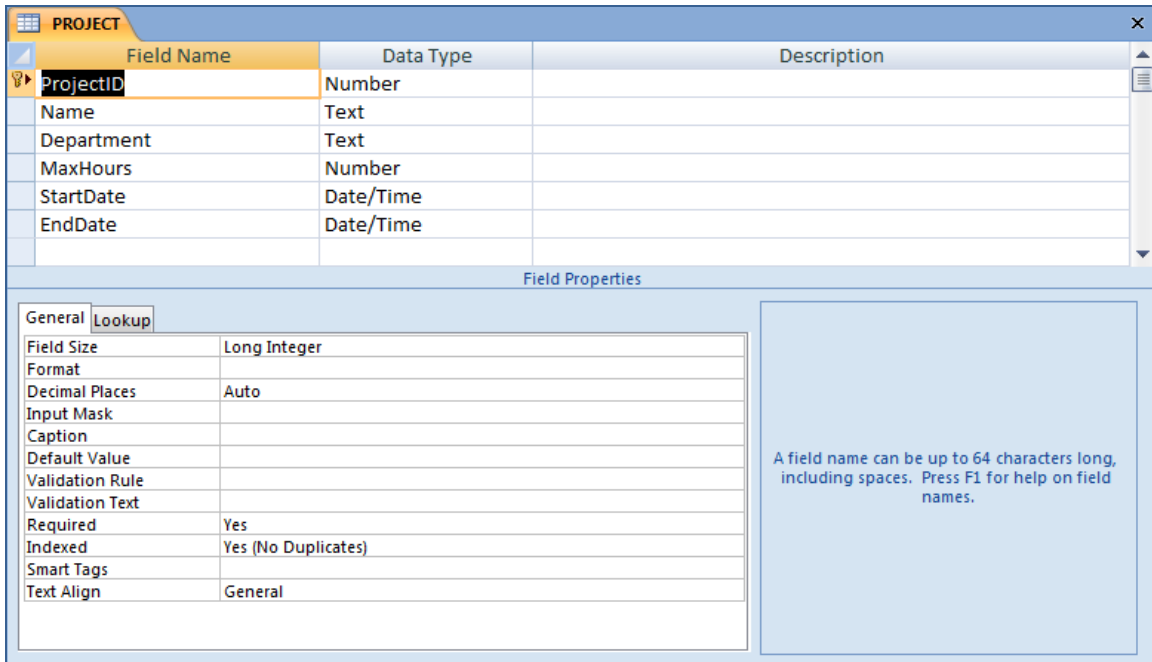 PROJECT
Field Name Data Type Description
ProjectID Number
Name Text
Department Text
MaxHours Number
StartDate Date/Time
EndDate Date/Time
Field Properties
General Lookup
Field Size Long Integer
Format
Decimal Places Auto
Input Mask
Caption
Default Value
Validation Rule
Validation Text
Required Yes
Indexed Yes (No Duplicates)
Smart Tags
Text Align General
A field name can be up to 64 characters long,
including spaces. Press F1 for help on field
names.